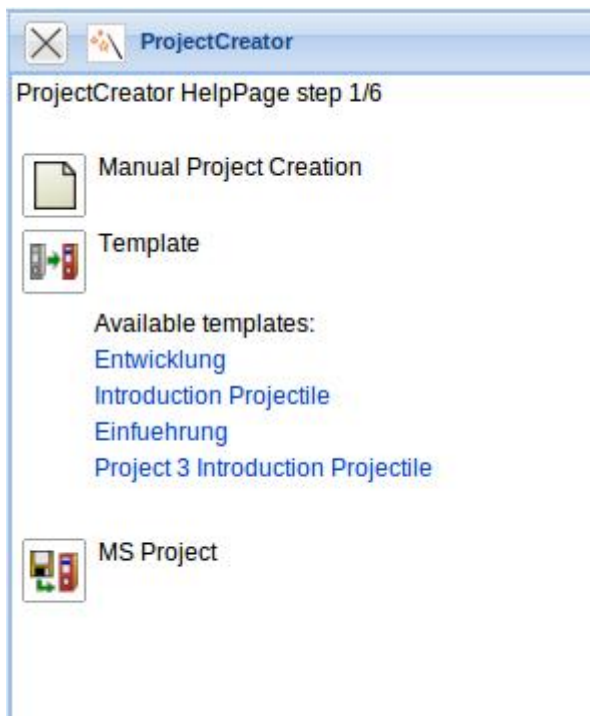 ProjectCreator
ProjectCreator HelpPage step 1/6
Manual Project Creation
Template
Available templates:
Entwicklung
Introduction Projectile
Einfuehrung
Project 3 Introduction Projectile
MS Project